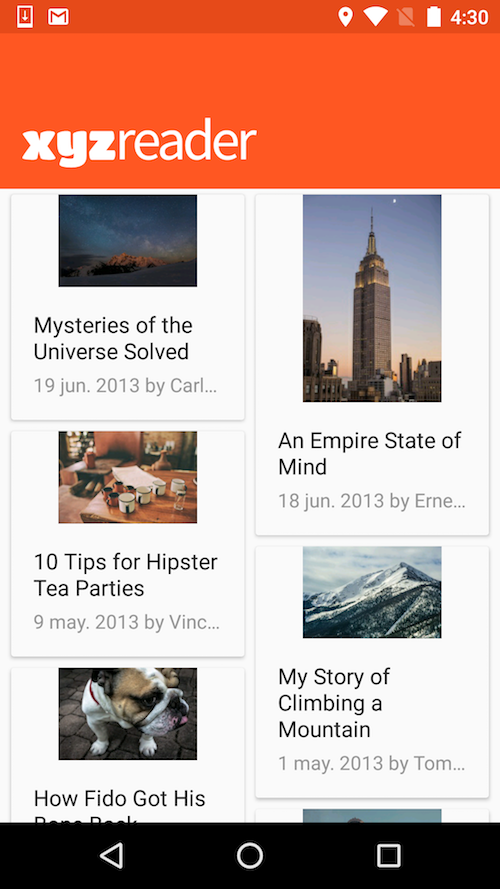 4:30
xyzreader
Mysteries of the
Universe Solved
19 jun. 2013 by Carl…
An Empire State of
Mind
18 jun. 2013 by Erne…
10 Tips for Hipster
Tea Parties
9 may. 2013 by Vinc…
My Story of
Climbing a
Mountain
1 may. 2013 by Tom…
How Fido Got His
Bone Back